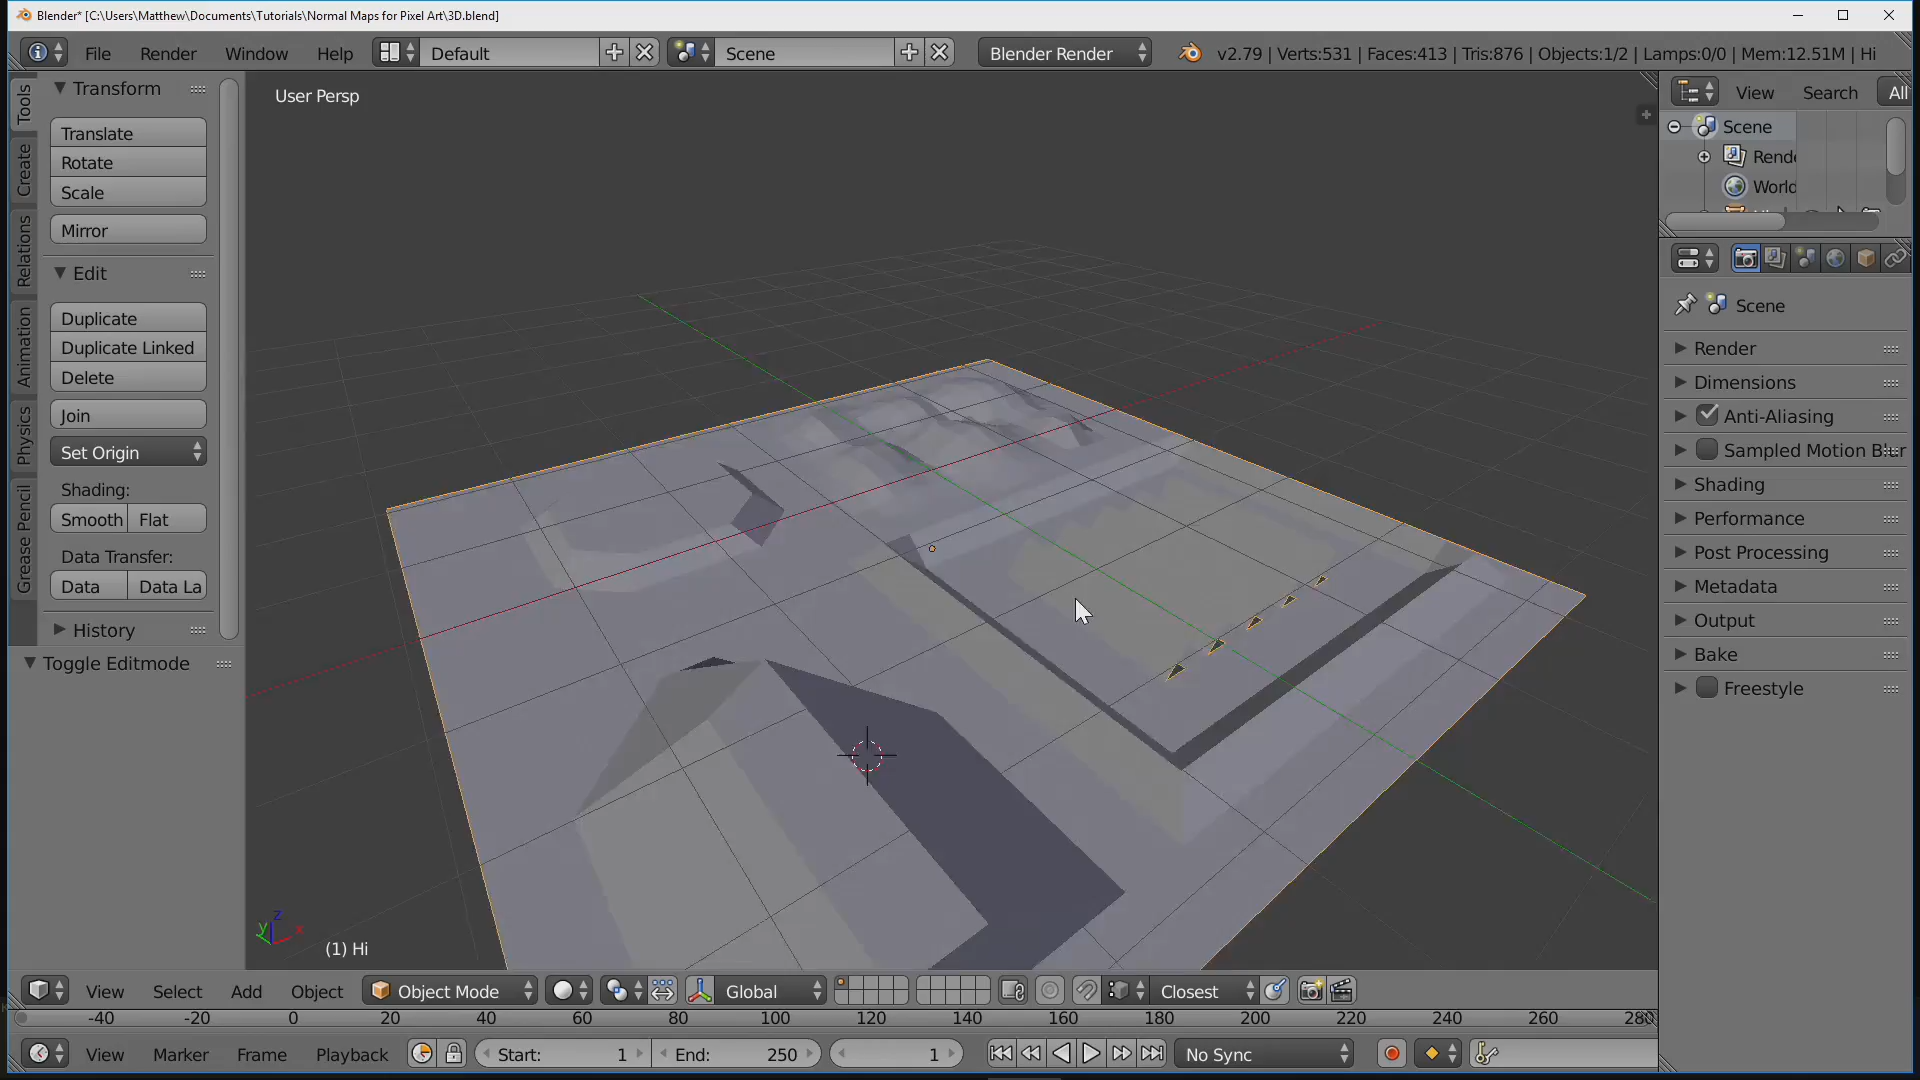 Blender* [C:\Users\Matthew\Documents\Tutorials\Normal Maps for Pixel Art\3D.blend]
File Render Window Help Default Scene Blender Render v2.79 | Verts:531 | Faces:413 | Tris:876 | Objects:1/2 | Lamps:0/0 | Mem:12.51M | Hi
Tools
Create
Relations
Animation
Physics
Grease Pencil
Transform
Translate
Rotate
Scale
Mirror
Edit
Duplicate
Duplicate Linked
Delete
Join
Set Origin
Shading:
Smooth Flat
Data Transfer:
Data Data La
History
Toggle Editmode
User Persp
(1) Hi
z
y x
View Search All
Scene
Rende
World
Scene
Render
Dimensions
Anti-Aliasing
Sampled Motion Blur
Shading
Performance
Post Processing
Metadata
Output
Bake
Freestyle
View Select Add Object Object Mode Global Closest
-40 -20 0 20 40 60 80 100 120 140 160 180 200 220 240 260 280
View Marker Frame Playback Start: 1 End: 250 1 No Sync